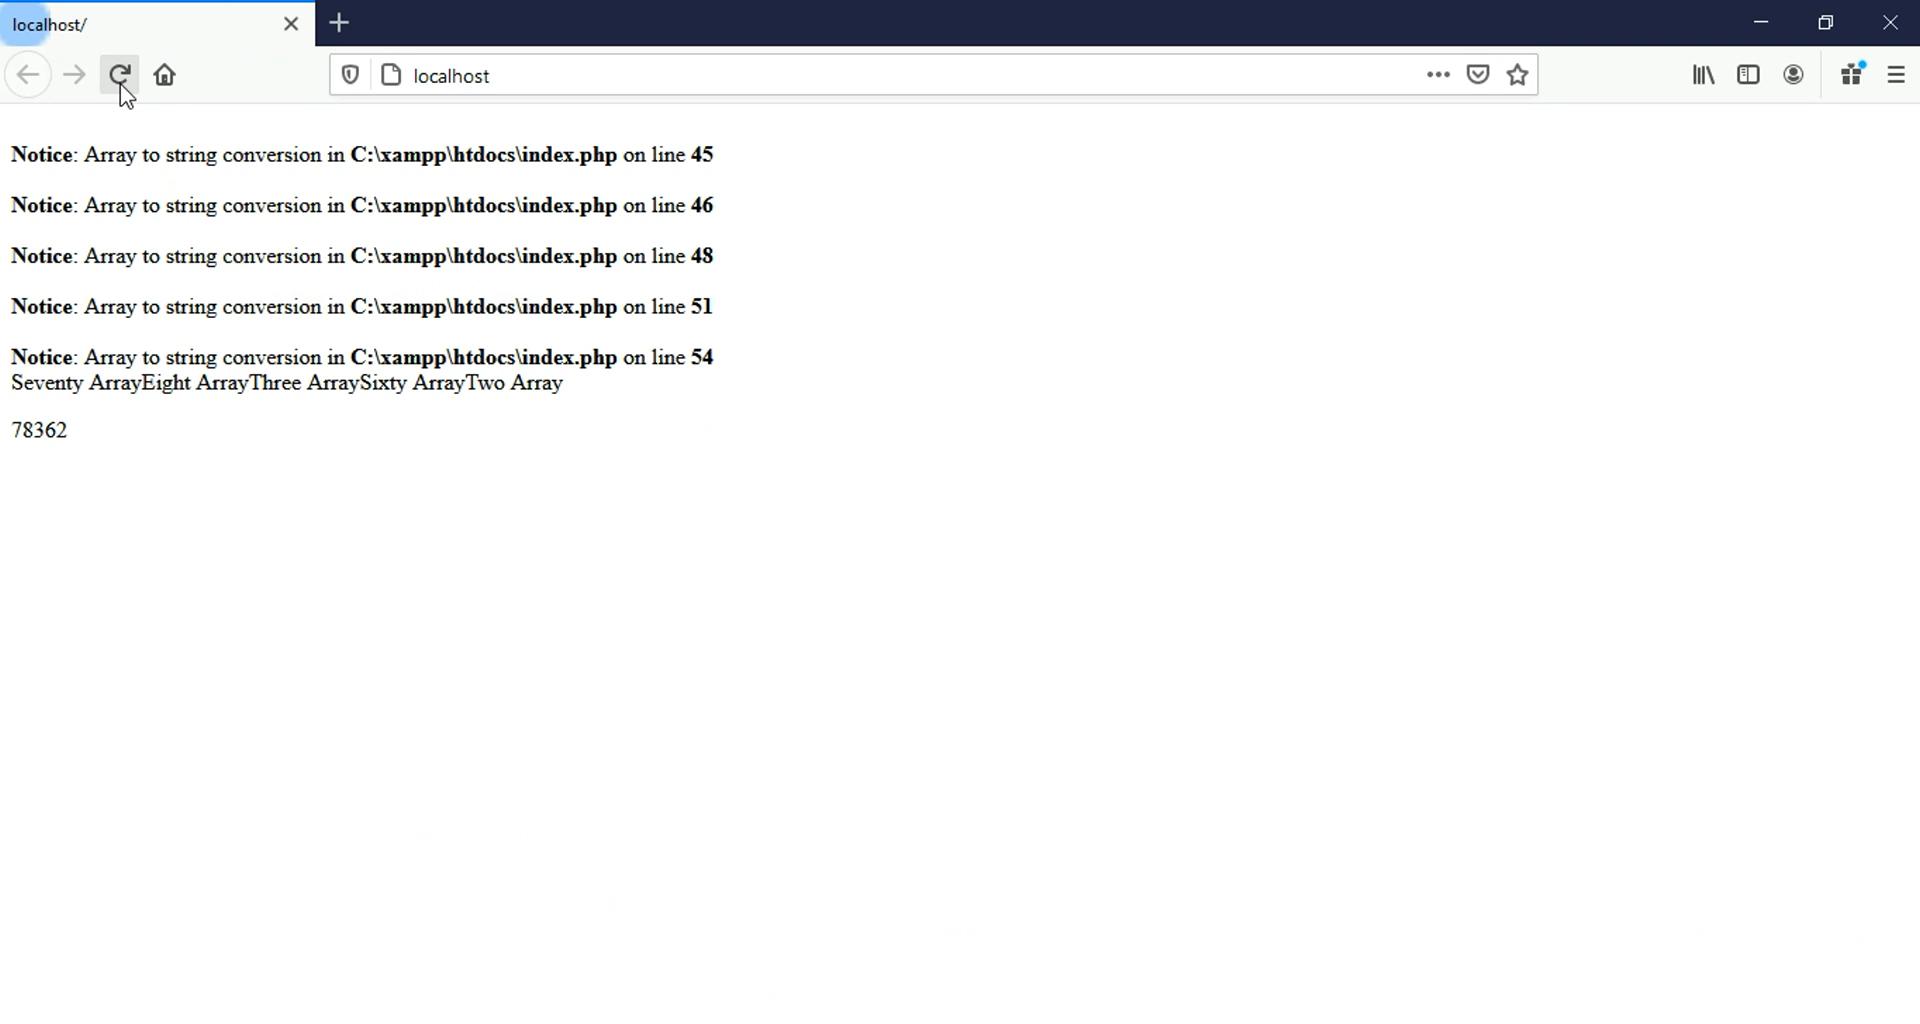 localhost/
localhost
Notice: Array to string conversion in C:\xampp\htdocs\index.php on line 45
Notice: Array to string conversion in C:\xampp\htdocs\index.php on line 46
Notice: Array to string conversion in C:\xampp\htdocs\index.php on line 48
Notice: Array to string conversion in C:\xampp\htdocs\index.php on line 51
Notice: Array to string conversion in C:\xampp\htdocs\index.php on line 54
Seventy ArrayEight ArrayThree ArraySixty ArrayTwo Array
78362